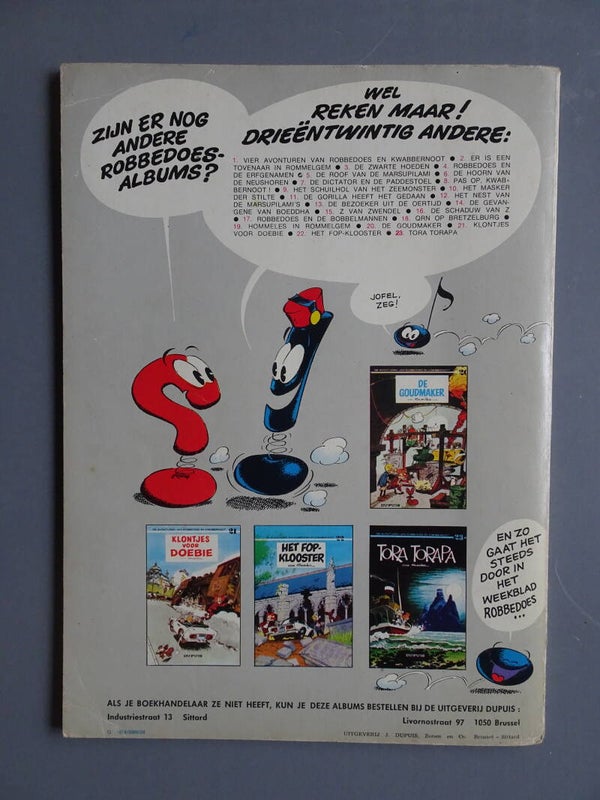 ZIJN ER NOG
ANDERE
ROBBEDOES-
ALBUMS?
WEL
REKEN MAAR!
DRIEËNTWINTIG ANDERE:
1. VIER AVONTUREN VAN ROBBEDOES EN KWABBERNOOT ● 2. ER IS EEN
TOVENAAR IN ROMMELGEM ● 3. DE ZWARTE HOEDEN ● 4. ROBBEDOES EN
DE ERFGENAMEN ● 5. DE ROOF VAN DE MARSUPILAMI ● 6. DE HOORN VAN
DE NEUSHOREN ● 7. DE DICTATOR EN DE PADDESTOEL ● 8. PAS OP, KWAB-
BERNOOT! ● 9. HET SCHUILHOL VAN HET ZEEMONSTER ● 10. HET MASKER
DER STILTE ● 11. DE GORILLA HEEFT HET GEDAAN ● 12. HET NEST VAN
DE MARSUPILAMI'S ● 13. DE BEZOEKER UIT DE OERTIJD ● 14. DE GEVAN-
GENE VAN BOEDDHA ● 15. Z VAN ZWENDEL ● 16. DE SCHADUW VAN Z
● 17. ROBBEDOES EN DE BOBBELMANNEN ● 18. QRN OP BRETZELBURG ●
19. HOMMELES IN ROMMELGEM ● 20. DE GOUDMAKER ● 21. KLONTJES
VOOR DOEBIE ● 22. HET FOP-KLOOSTER ● 23. TORA TORAPA
JOFEL,
ZEG!
20
DE
GOUDMAKER
DUPUIS
21
KLONTJES
VOOR
DOEBIE
DUPUIS
22
HET FOP-
KLOOSTER
DUPUIS
23
TORA TORAPA
DUPUIS
EN ZO
GAAT HET
STEEDS
DOOR IN
HET
WEEKBLAD
ROBBEDOES
...
ALS JE BOEKHANDELAAR ZE NIET HEEFT, KUN JE DEZE ALBUMS BESTELLEN BIJ DE UITGEVERIJ DUPUIS :
Industriestraat 13 Sittard
Livornostraat 97 1050 Brussel
UITGEVERIJ J. DUPUIS, Zonen en Co. Brussel - Sittard